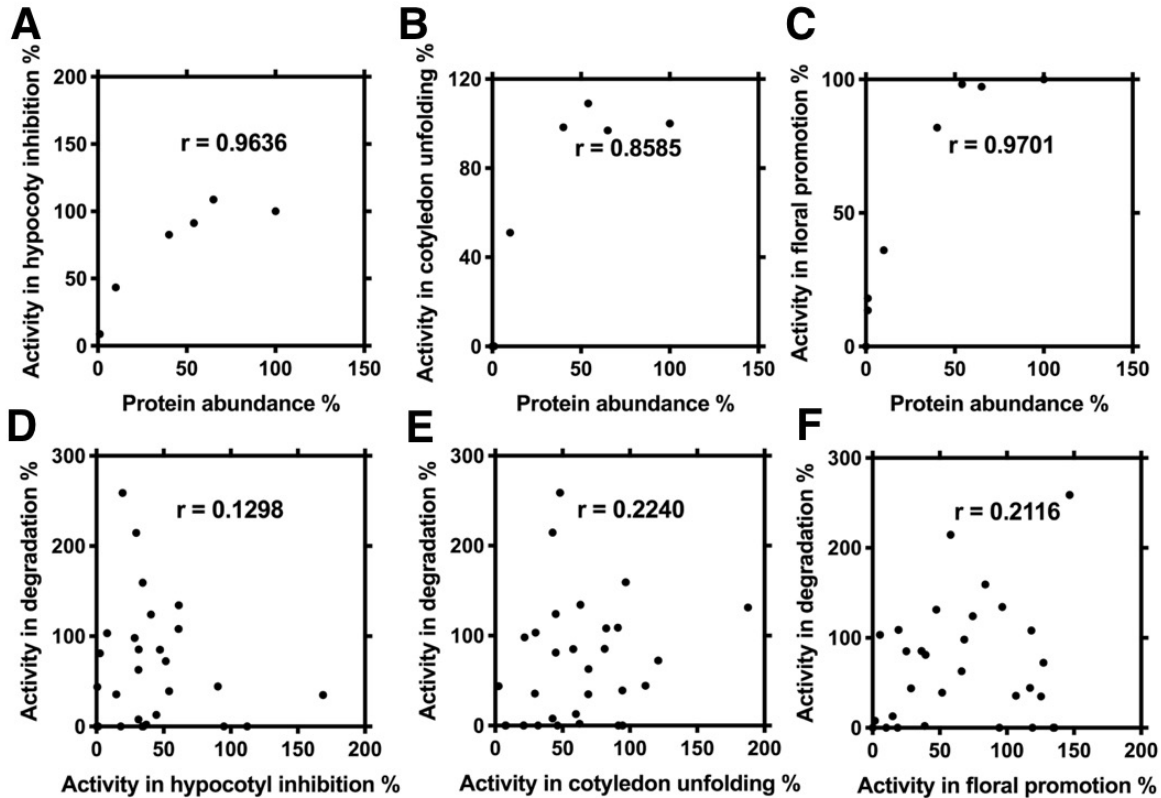 A
Activity in hypocoty inhibition %
200
150
100
50
0
r = 0.9636
0 50 100 150
Protein abundance %
B
Activity in cotyledon unfolding %
120
80
40
0
r = 0.8585
0 50 100 150
Protein abundance %
C
Activity in floral promotion %
100
50
0
r = 0.9701
0 50 100 150
Protein abundance %
D
Activity in degradation %
300
200
100
0
r = 0.1298
0 50 100 150 200
Activity in hypocotyl inhibition %
E
Activity in degradation %
300
200
100
0
r = 0.2240
0 50 100 150 200
Activity in cotyledon unfolding %
F
Activity in degradation %
300
200
100
0
r = 0.2116
0 50 100 150 200
Activity in floral promotion %